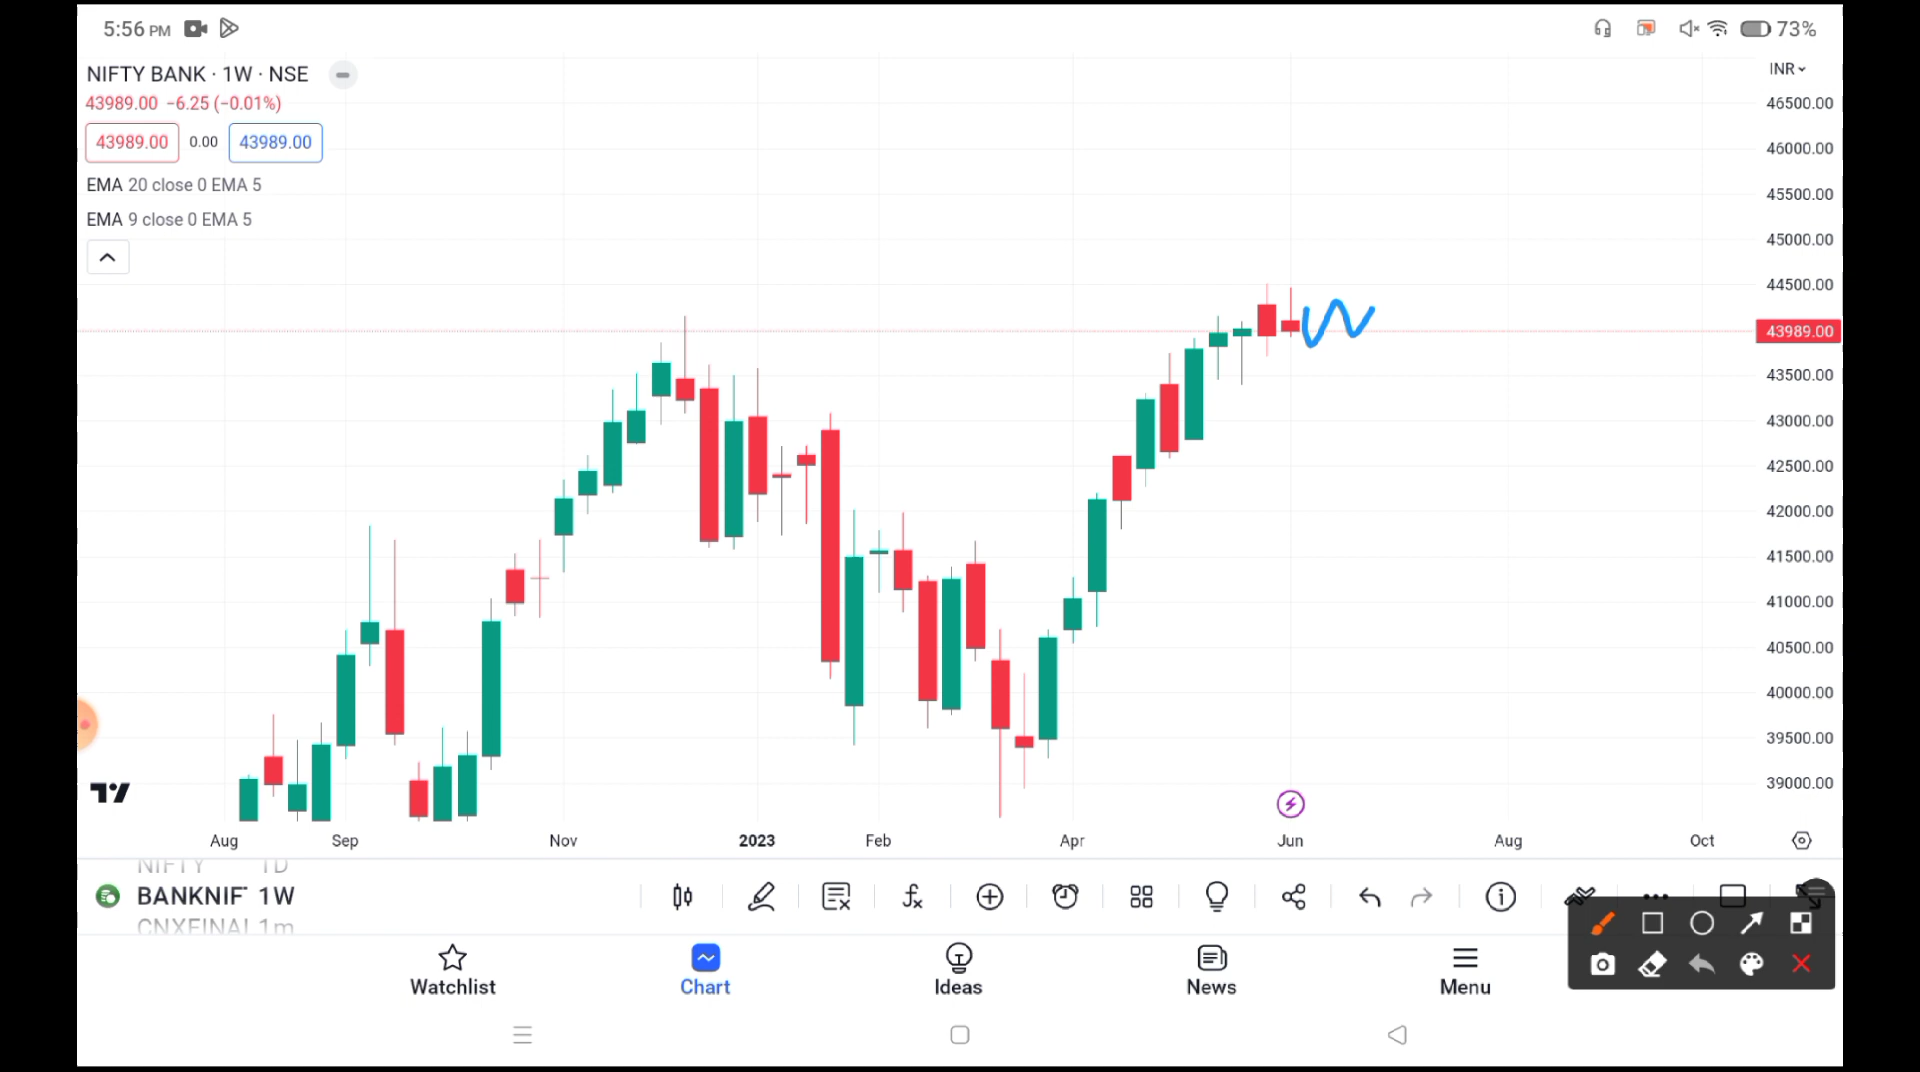 5:56 PM
73%
NIFTY BANK · 1W · NSE
INR
43989.00 −6.25 (−0.01%)
43989.00 0.00 43989.00
EMA 20 close 0 EMA 5
EMA 9 close 0 EMA 5
46500.00
46000.00
45500.00
45000.00
44500.00
43989.00
43500.00
43000.00
42500.00
42000.00
41500.00
41000.00
40500.00
40000.00
39500.00
39000.00
Aug Sep Nov 2023 Feb Apr Jun Aug Oct
NIFTY 1D
BANKNIF 1W
CNXFINAI 1m
Watchlist Chart Ideas News Menu